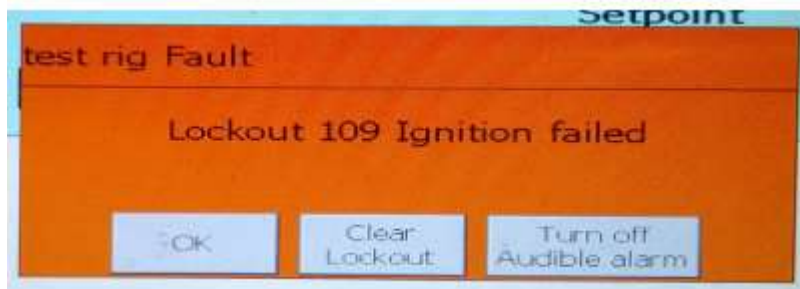 Setpoint
test rig Fault
Lockout 109 Ignition failed
OK
Clear
Lockout
Turn off
Audible alarm